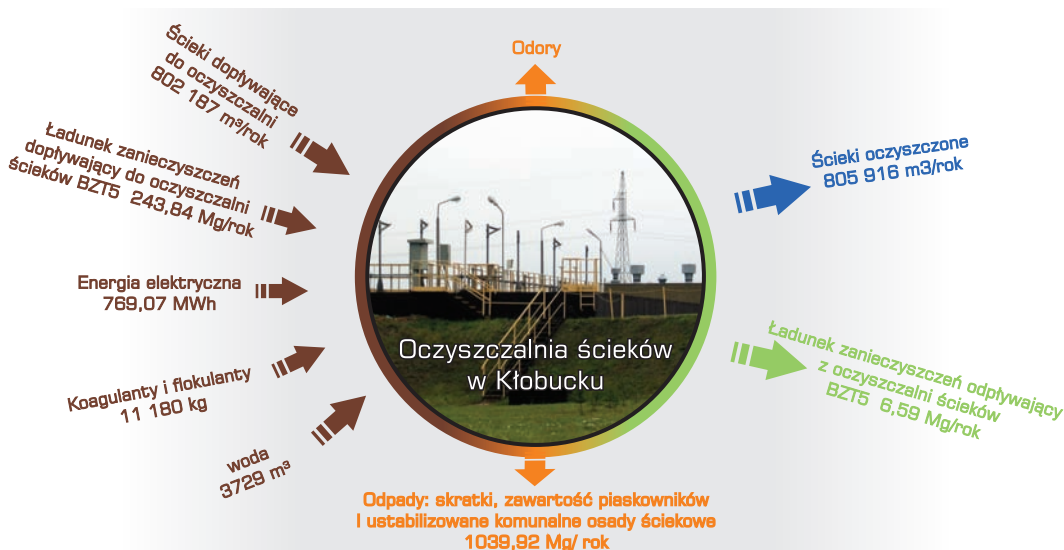 Odory
Ścieki dopływające
do oczyszczalni
802 187 m³/rok
Ładunek zanieczyszczeń
dopływający do oczyszczalni
ścieków BZT5 243,84 Mg/rok
Energia elektryczna
769,07 MWh
Koagulanty i flokulanty
11 180 kg
woda
3729 m³
Oczyszczalnia ścieków
w Kłobucku
Ścieki oczyszczone
805 916 m3/rok
Ładunek zanieczyszczeń odpływający
z oczyszczalni ścieków
BZT5 6,59 Mg/rok
Odpady: skratki, zawartość piaskowników
I ustabilizowane komunalne osady ściekowe
1039,92 Mg/ rok